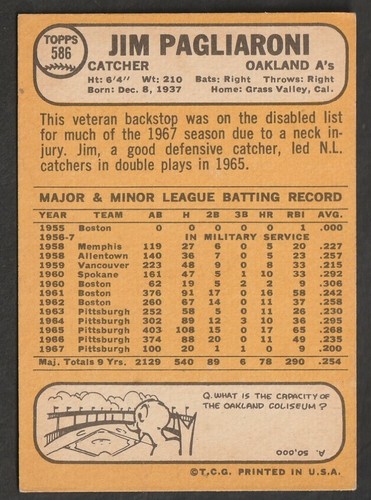 TOPPS
586
JIM PAGLIARONI
CATCHER OAKLAND A's
Ht: 6'4" Wt: 210 Bats: Right Throws: Right
Born: Dec. 8, 1937 Home: Grass Valley, Cal.
This veteran backstop was on the disabled list
for much of the 1967 season due to a neck in-
jury. Jim, a good defensive catcher, led N.L.
catchers in double plays in 1965.
MAJOR & MINOR LEAGUE BATTING RECORD
YEAR TEAM AB H 2B 3B HR RBI AVG.
1955 Boston 0 0 0 0 0 1 .000
1956-7 IN MILITARY SERVICE
1958 Memphis 119 27 6 0 5 20 .227
1958 Allentown 140 36 7 0 5 23 .257
1959 Vancouver 223 48 9 0 8 33 .215
1960 Spokane 161 47 5 1 10 33 .292
1960 Boston 62 19 5 2 2 9 .306
1961 Boston 376 91 17 0 16 58 .242
1962 Boston 260 67 14 0 11 37 .258
1963 Pittsburgh 252 58 5 0 11 26 .230
1964 Pittsburgh 302 89 12 3 10 36 .295
1965 Pittsburgh 403 108 15 0 17 65 .268
1966 Pittsburgh 374 88 20 0 11 49 .235
1967 Pittsburgh 100 20 1 1 0 9 .200
Maj. Totals 9 Yrs. 2129 540 89 6 78 290 .254
Q. WHAT IS THE CAPACITY OF
THE OAKLAND COLISEUM?
A. 50,000
©T.C.G. PRINTED IN U.S.A.